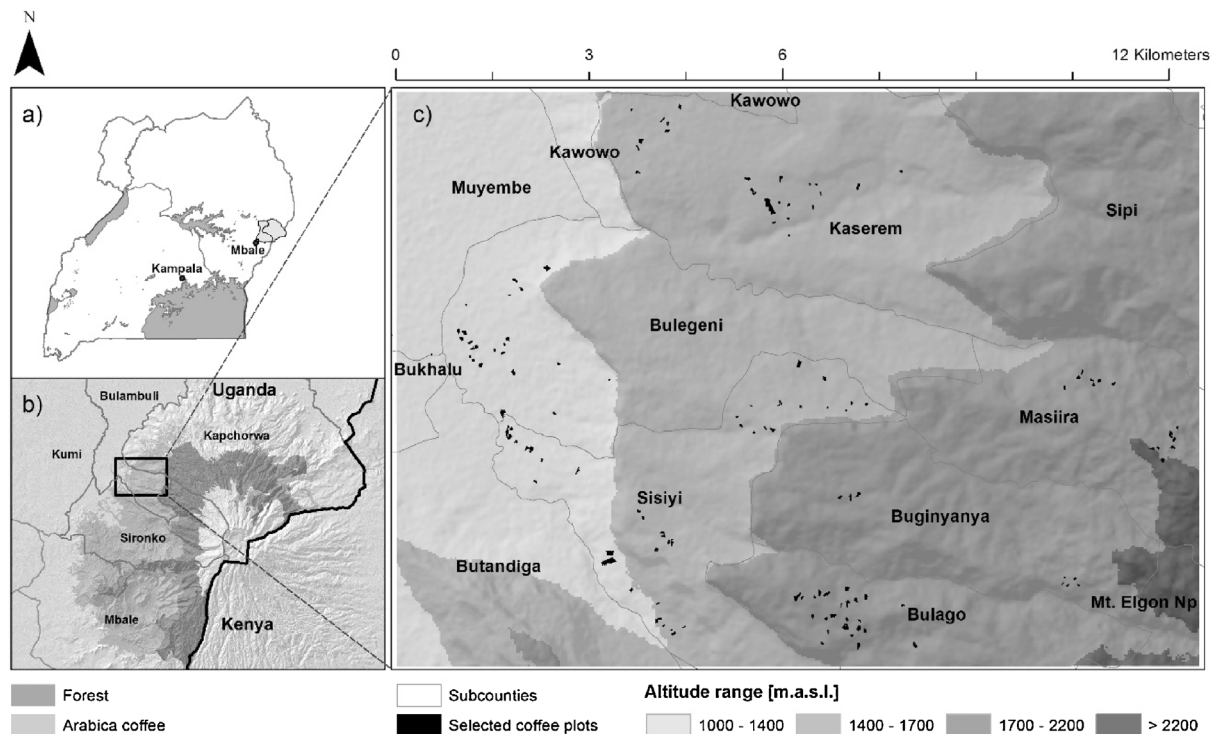 N
0 3 6 12 Kilometers
a)
Mbale
Kampala
b)
Uganda
Bulambuli
Kapchorwa
Kumi
Sironko
Mbale
Kenya
c)
Kawowo
Kawowo
Muyembe
Sipi
Kaserem
Bulegeni
Bukhalu
Masiira
Sisiyi
Buginyanya
Butandiga
Mt. Elgon Np
Bulago
Forest
Arabica coffee
Subcounties
Selected coffee plots
Altitude range [m.a.s.l.]
1000 - 1400 1400 - 1700 1700 - 2200 > 2200